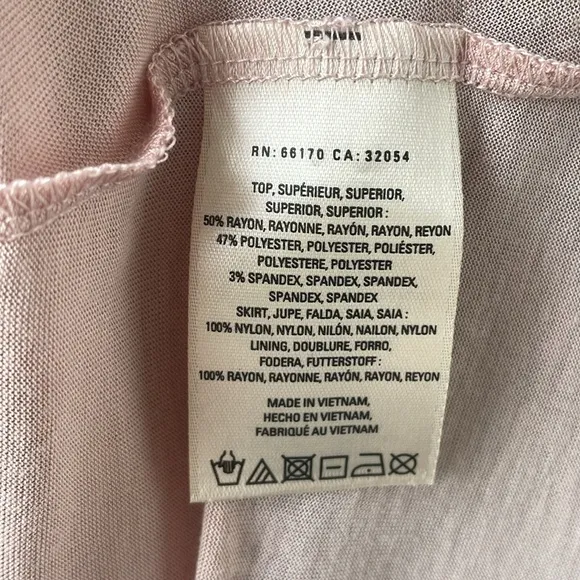 RN: 66170 CA: 32054
TOP, SUPÉRIEUR, SUPERIOR,
SUPERIOR, SUPERIOR :
50% RAYON, RAYONNE, RAYÓN, RAYON, REYON
47% POLYESTER, POLYESTER, POLIÉSTER,
POLYESTERE, POLYESTER
3% SPANDEX, SPANDEX, SPANDEX,
SPANDEX, SPANDEX
SKIRT, JUPE, FALDA, SAIA, SAIA :
100% NYLON, NYLON, NILÓN, NAILON, NYLON
LINING, DOUBLURE, FORRO,
FODERA, FUTTERSTOFF :
100% RAYON, RAYONNE, RAYÓN, RAYON, REYON
MADE IN VIETNAM,
HECHO EN VIETNAM,
FABRIQUÉ AU VIETNAM